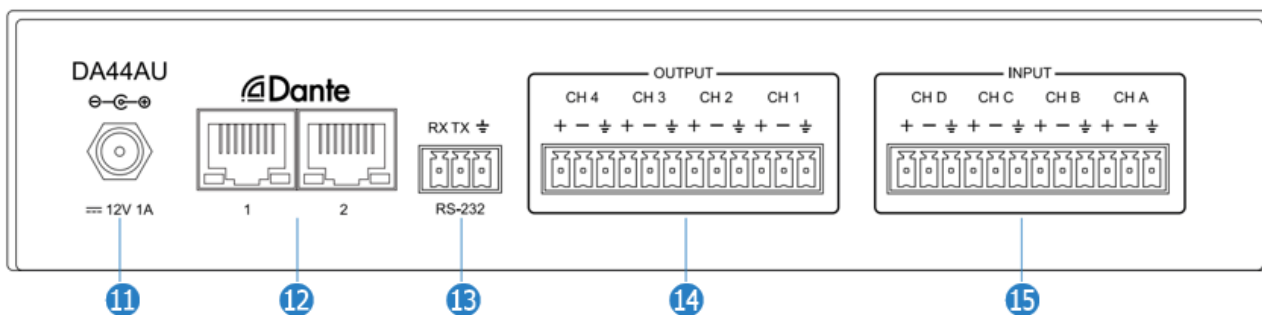 DA44AU
12V 1A
Dante
1 2
RX TX
RS-232
OUTPUT
CH 4 CH 3 CH 2 CH 1
+ − ⏚ + − ⏚ + − ⏚ + − ⏚
INPUT
CH D CH C CH B CH A
+ − ⏚ + − ⏚ + − ⏚ + − ⏚
11 12 13 14 15